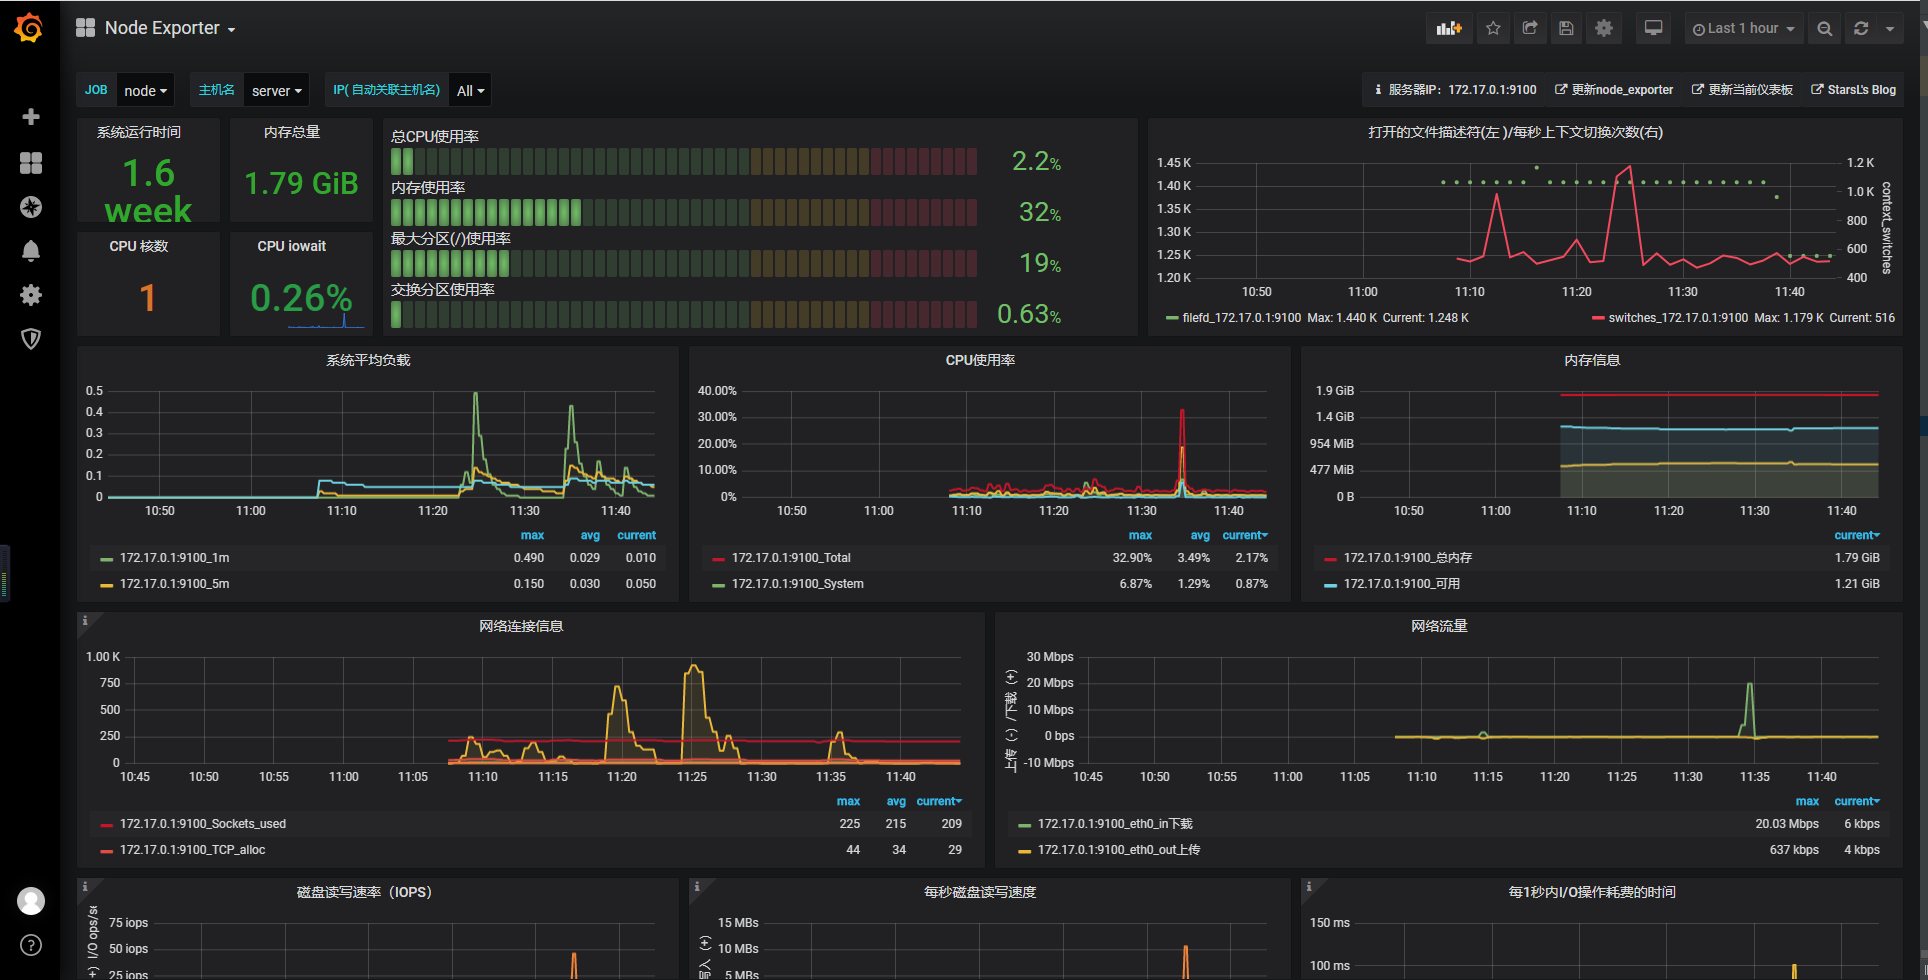 Node Exporter
Last 1 hour
JOB node 主机名 server IP( 自动关联主机名) All
服务器IP：172.17.0.1:9100 更新node_exporter 更新当前仪表板 StarsL's Blog
系统运行时间
1.6
week
内存总量
1.79 GiB
CPU 核数
1
CPU iowait
0.26%
总CPU使用率
2.2%
内存使用率
32%
最大分区(/)使用率
19%
交换分区使用率
0.63%
打开的文件描述符(左 )/每秒上下文切换次数(右)
1.45 K 1.2 K
1.40 K 1.0 K
1.35 K 800
1.30 K
1.25 K 600
1.20 K 400
context_switches
10:50 11:00 11:10 11:20 11:30 11:40
filefd_172.17.0.1:9100 Max: 1.440 K Current: 1.248 K
switches_172.17.0.1:9100 Max: 1.179 K Current: 516
系统平均负载
0.5
0.4
0.3
0.2
0.1
0
10:50 11:00 11:10 11:20 11:30 11:40
max avg current
172.17.0.1:9100_1m 0.490 0.029 0.010
172.17.0.1:9100_5m 0.150 0.030 0.050
CPU使用率
40.00%
30.00%
20.00%
10.00%
0%
10:50 11:00 11:10 11:20 11:30 11:40
max avg current
172.17.0.1:9100_Total 32.90% 3.49% 2.17%
172.17.0.1:9100_System 6.87% 1.29% 0.87%
内存信息
1.9 GiB
1.4 GiB
954 MiB
477 MiB
0 B
10:50 11:00 11:10 11:20 11:30 11:40
current
172.17.0.1:9100_总内存 1.79 GiB
172.17.0.1:9100_可用 1.21 GiB
网络连接信息
1.00 K
750
500
250
0
10:45 10:50 10:55 11:00 11:05 11:10 11:15 11:20 11:25 11:30 11:35 11:40
max avg current
172.17.0.1:9100_Sockets_used 225 215 209
172.17.0.1:9100_TCP_alloc 44 34 29
网络流量
上传（-）/下载（+）
30 Mbps
20 Mbps
10 Mbps
0 bps
-10 Mbps
10:45 10:50 10:55 11:00 11:05 11:10 11:15 11:20 11:25 11:30 11:35 11:40
max current
172.17.0.1:9100_eth0_in下载 20.03 Mbps 6 kbps
172.17.0.1:9100_eth0_out上传 637 kbps 4 kbps
磁盘读写速率（IOPS）
+） I/O ops/se
75 iops
50 iops
25 iops
每秒磁盘读写速度
（+）
15 MBs
10 MBs
5 MBs
每1秒内I/O操作耗费的时间
150 ms
100 ms